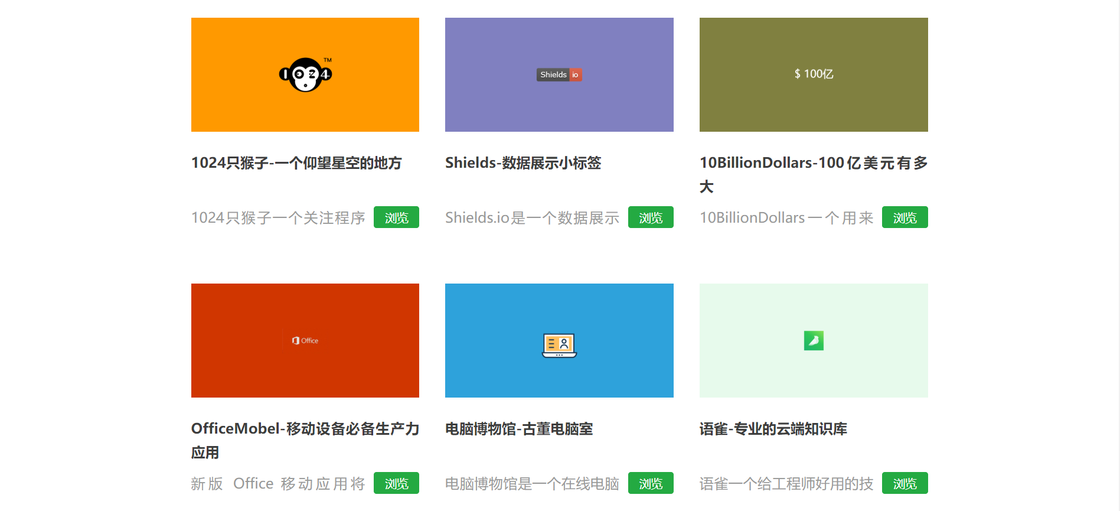 1024
TM
Shields io
$ 100亿
1024只猴子-一个仰望星空的地方
Shields-数据展示小标签
10BillionDollars-100亿美元有多
大
1024只猴子一个关注程序
浏览
Shields.io是一个数据展示
浏览
10BillionDollars一个用来
浏览
Office
OfficeMobel-移动设备必备生产力
应用
电脑博物馆-古董电脑室
语雀-专业的云端知识库
新版 Office 移动应用将
浏览
电脑博物馆是一个在线电脑
浏览
语雀一个给工程师好用的技
浏览